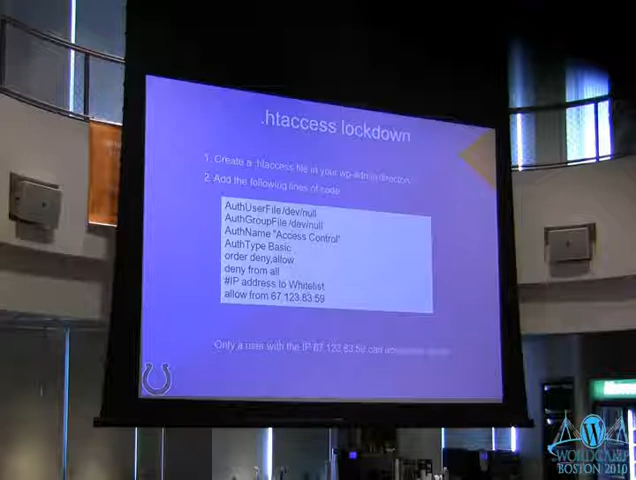 .htaccess lockdown
1. Create a .htaccess file in your wp-admin directory.
2. Add the following lines of code
AuthUserFile /dev/null
AuthGroupFile /dev/null
AuthName "Access Control"
AuthType Basic
order deny,allow
deny from all
#IP address to Whitelist
allow from 67.123.83.59
Only a user with the IP 67.123.83.59 can
W
WORDCAMP
BOSTON 2010